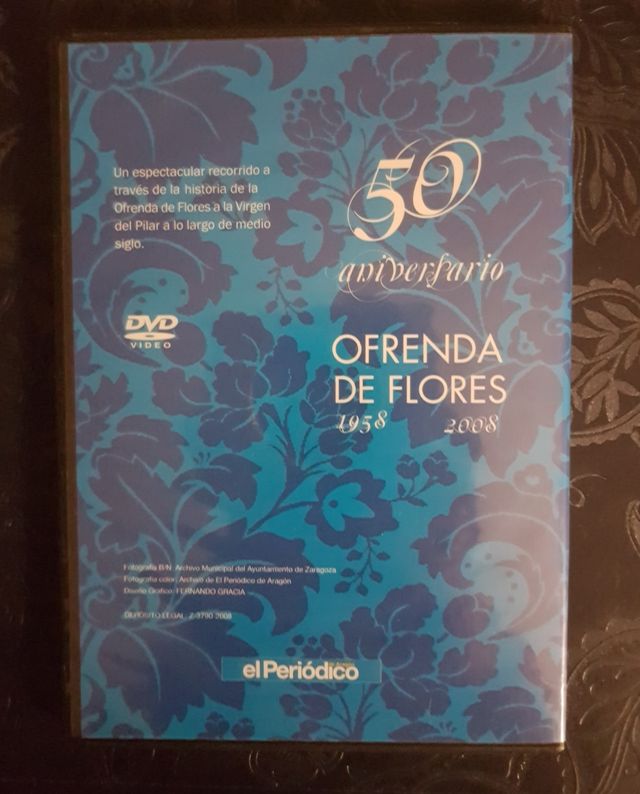 Un espectacular recorrido a
través de la historia de la
Ofrenda de Flores a la Virgen
del Pilar a lo largo de medio
siglo.
DVD
VIDEO
50
aniversario
OFRENDA
DE FLORES
1958 2008
Fotografía B/N: Archivo Municipal del Ayuntamiento de Zaragoza
Fotografía color: Archivo de El Periódico de Aragón
Diseño Gráfico: FERNANDO GRACIA
DEPÓSITO LEGAL: Z-3790-2008
el Periódico